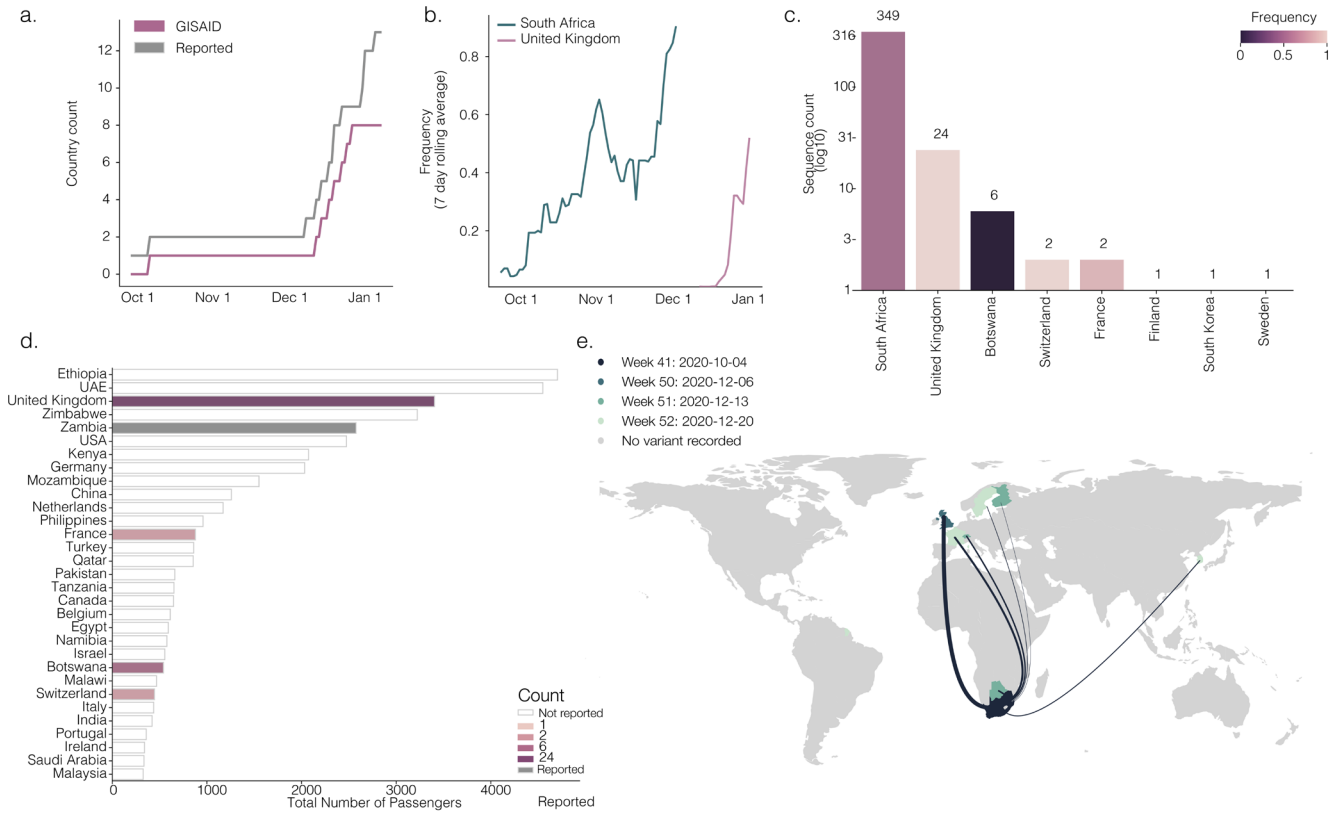 a.
GISAID
Reported
Country count
12
10
8
6
4
2
0
Oct 1
Nov 1
Dec 1
Jan 1
b.
South Africa
United Kingdom
Frequency
(7 day rolling average)
0.8
0.6
0.4
0.2
Oct 1
Nov 1
Dec 1
Jan 1
c.
Frequency
0
0.5
1
Sequence count
(log10)
316
100
31
10
3
1
349
24
6
2
2
1
1
1
South Africa
United Kingdom
Botswana
Switzerland
France
Finland
South Korea
Sweden
d.
Ethiopia
UAE
United Kingdom
Zimbabwe
Zambia
USA
Kenya
Germany
Mozambique
China
Netherlands
Philippines
France
Turkey
Qatar
Pakistan
Tanzania
Canada
Belgium
Egypt
Namibia
Israel
Botswana
Malawi
Switzerland
Italy
India
Portugal
Ireland
Saudi Arabia
Malaysia
0
1000
2000
3000
4000
Total Number of Passengers
Reported
Count
Not reported
1
2
6
24
Reported
e.
Week 41: 2020-10-04
Week 50: 2020-12-06
Week 51: 2020-12-13
Week 52: 2020-12-20
No variant recorded